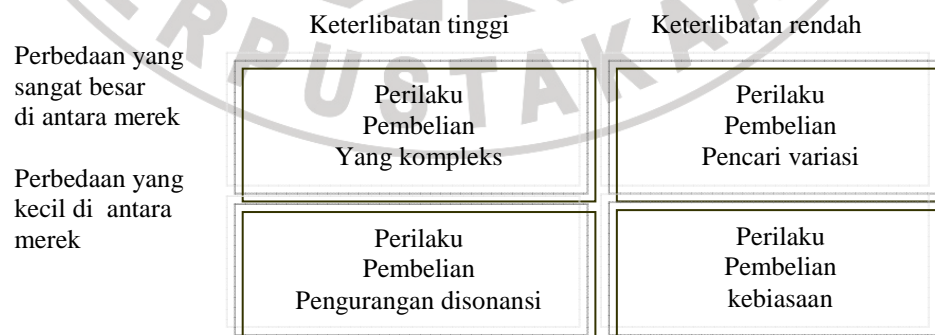 Keterlibatan tinggi Keterlibatan rendah
Perbedaan yang
sangat besar
di antara merek
Perilaku
Pembelian
Yang kompleks
Perilaku
Pembelian
Pencari variasi
Perbedaan yang
kecil di antara
merek
Perilaku
Pembelian
Pengurangan disonansi
Perilaku
Pembelian
kebiasaan
ERPUSTAKA